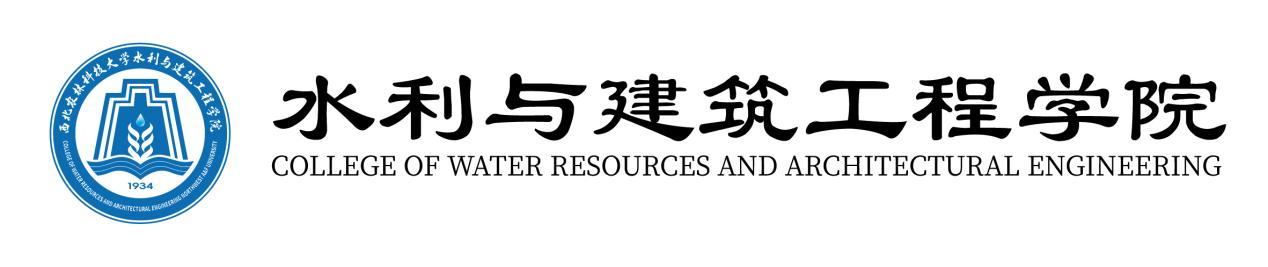 西北农林科技大学水利与建筑工程学院
COLLEGE OF WATER RESOURCES AND ARCHITECTURAL ENGINEERING NORTHWEST A&F UNIVERSITY
1934
水利与建筑工程学院
COLLEGE OF WATER RESOURCES AND ARCHITECTURAL ENGINEERING